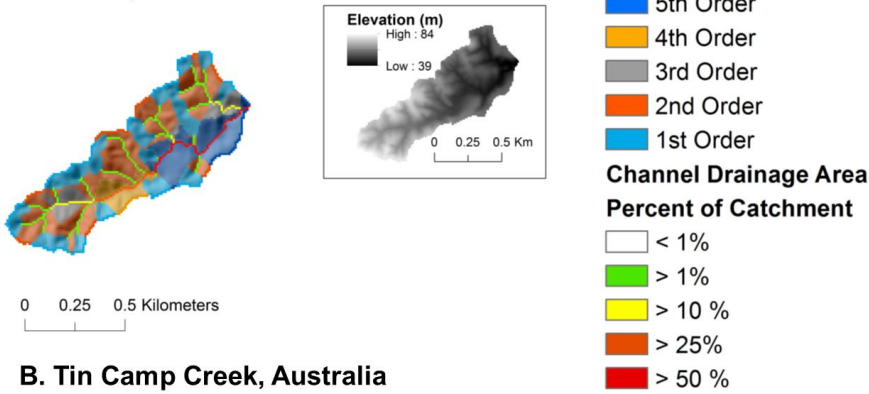 5th Order
4th Order
3rd Order
2nd Order
1st Order
Channel Drainage Area
Percent of Catchment
< 1%
> 1%
> 10 %
> 25%
> 50 %
Elevation (m)
High : 84
Low : 39
0 0.25 0.5 Km
0 0.25 0.5 Kilometers
B. Tin Camp Creek, Australia